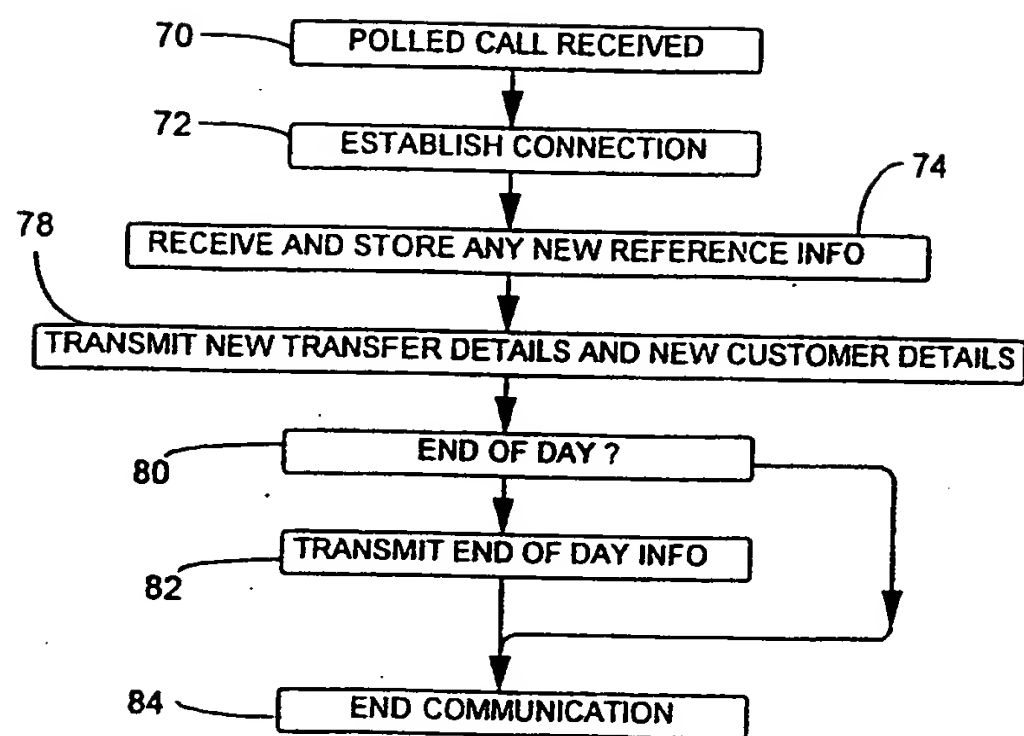 70
POLLED CALL RECEIVED
72
ESTABLISH CONNECTION
74
RECEIVE AND STORE ANY NEW REFERENCE INFO
78
TRANSMIT NEW TRANSFER DETAILS AND NEW CUSTOMER DETAILS
80
END OF DAY ?
82
TRANSMIT END OF DAY INFO
84
END COMMUNICATION